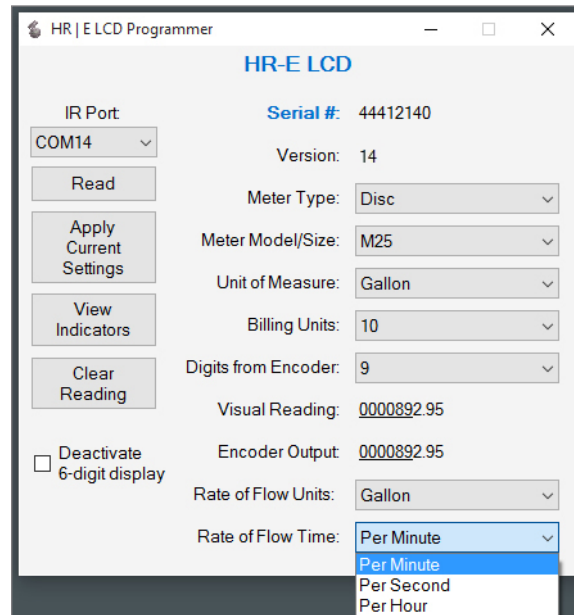 HR | E LCD Programmer
HR-E LCD
IR Port
COM14
Read
Apply
Current
Settings
View
Indicators
Clear
Reading
Deactivate
6-digit display
Serial #: 44412140
Version: 14
Meter Type: Disc
Meter Model/Size: M25
Unit of Measure: Gallon
Billing Units: 10
Digits from Encoder: 9
Visual Reading: 0000892.95
Encoder Output: 0000892.95
Rate of Flow Units: Gallon
Rate of Flow Time: Per Minute
Per Minute
Per Second
Per Hour